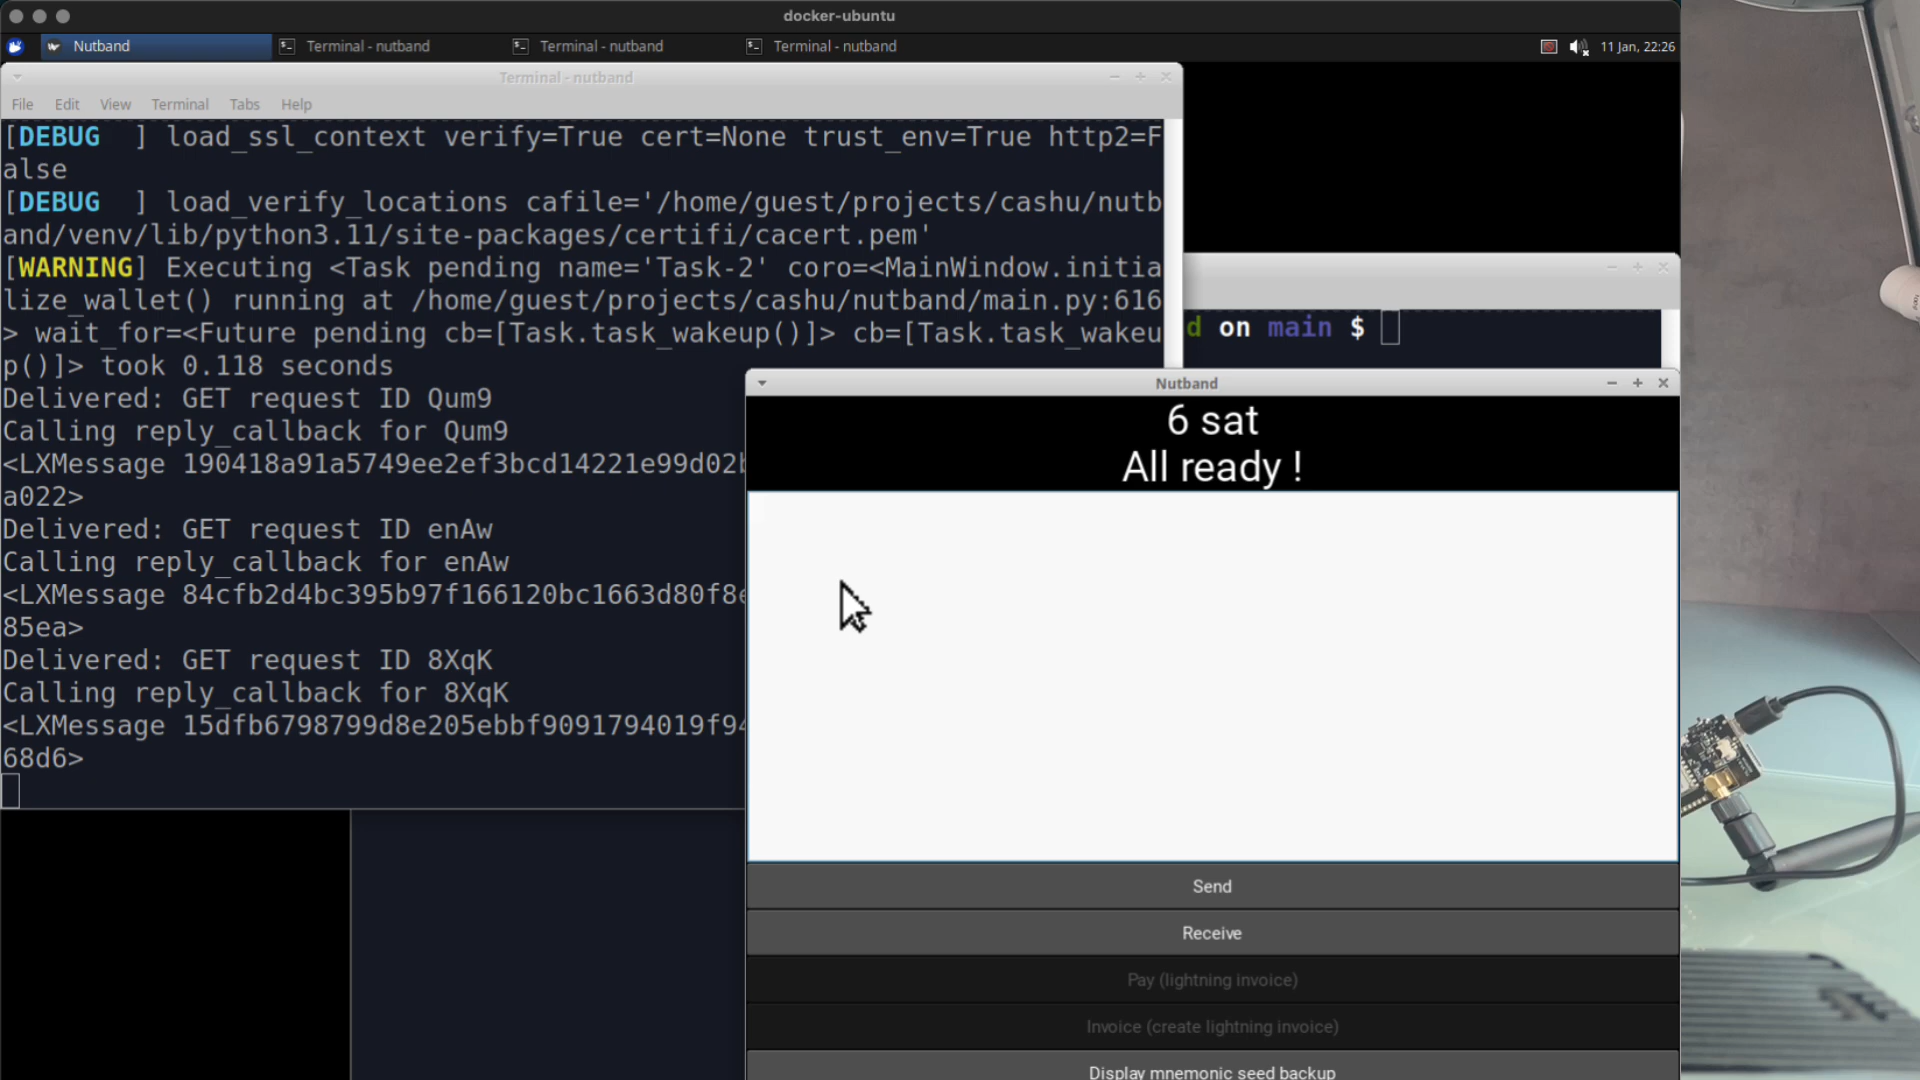 docker-ubuntu
Nutband
Terminal - nutband
Terminal - nutband
Terminal - nutband
11 Jan, 22:26
Terminal - nutband
File Edit View Terminal Tabs Help
[DEBUG  ] load_ssl_context verify=True cert=None trust_env=True http2=F
alse
[DEBUG  ] load_verify_locations cafile='/home/guest/projects/cashu/nutb
and/venv/lib/python3.11/site-packages/certifi/cacert.pem'
[WARNING] Executing <Task pending name='Task-2' coro=<MainWindow.initia
lize_wallet() running at /home/guest/projects/cashu/nutband/main.py:616
> wait_for=<Future pending cb=[Task.task_wakeup()]> cb=[Task.task_wakeu
p()]> took 0.118 seconds
Delivered: GET request ID Qum9
Calling reply_callback for Qum9
<LXMessage 190418a91a5749ee2ef3bcd14221e99d02
a022>
Delivered: GET request ID enAw
Calling reply_callback for enAw
<LXMessage 84cfb2d4bc395b97f166120bc1663d80f8
85ea>
Delivered: GET request ID 8XqK
Calling reply_callback for 8XqK
<LXMessage 15dfb6798799d8e205ebbf9091794019f9
68d6>
d on main $
Nutband
6 sat
All ready !
Send
Receive
Pay (lightning invoice)
Invoice (create lightning invoice)
Display mnemonic seed backup